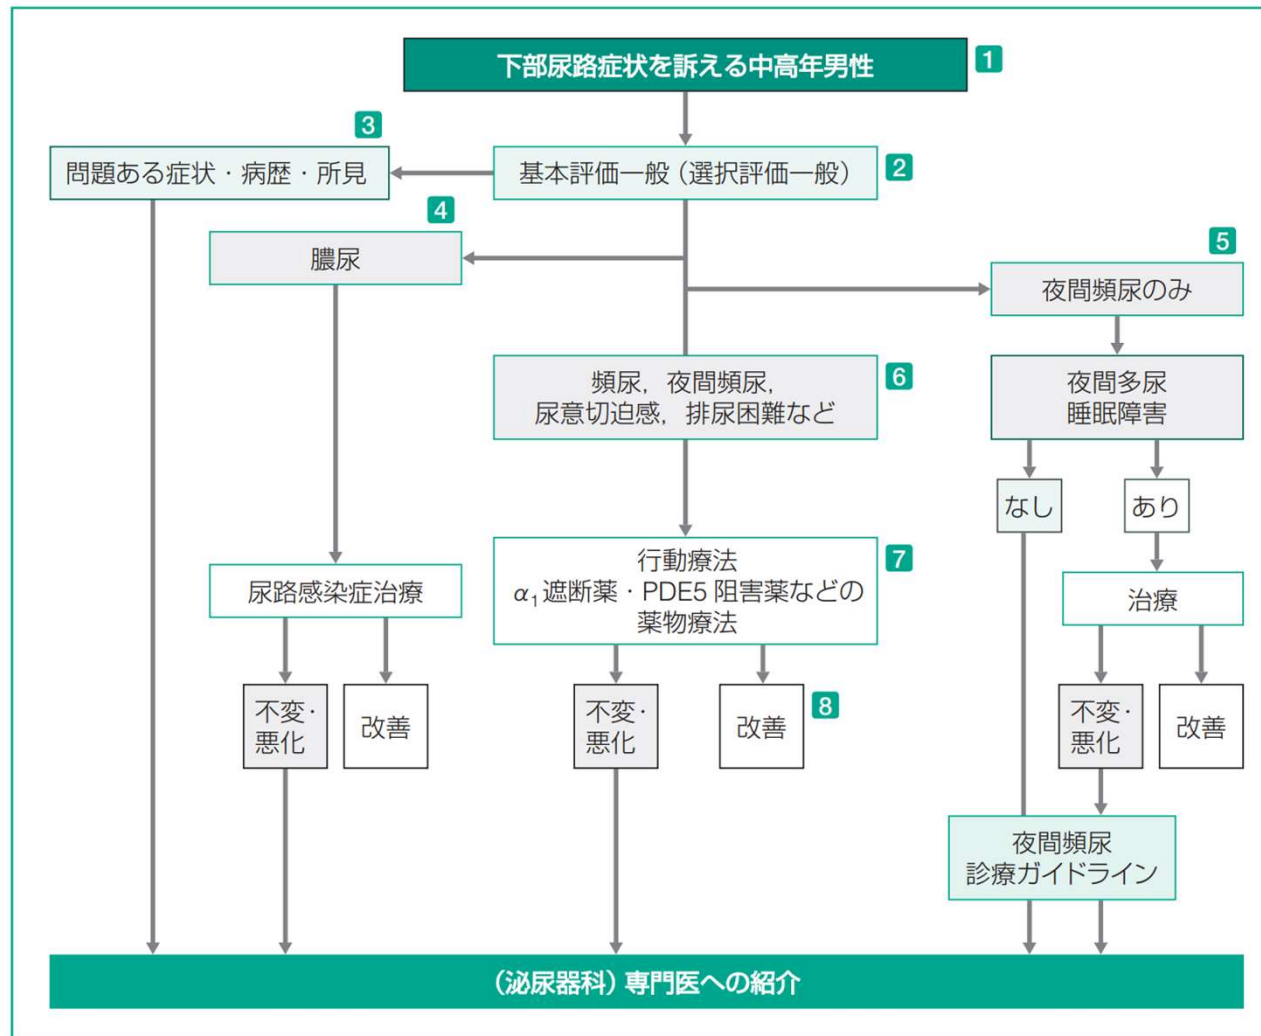 下部尿路症状を訴える中高年男性
1
3
問題ある症状・病歴・所見
基本評価一般（選択評価一般）
2
4
膿尿
5
夜間頻尿のみ
頻尿，夜間頻尿，
尿意切迫感，排尿困難など
6
夜間多尿
睡眠障害
なし
あり
尿路感染症治療
行動療法
α₁遮断薬・PDE5阻害薬などの
薬物療法
7
治療
不変・
悪化
改善
不変・
悪化
改善
8
不変・
悪化
改善
夜間頻尿
診療ガイドライン
（泌尿器科）専門医への紹介